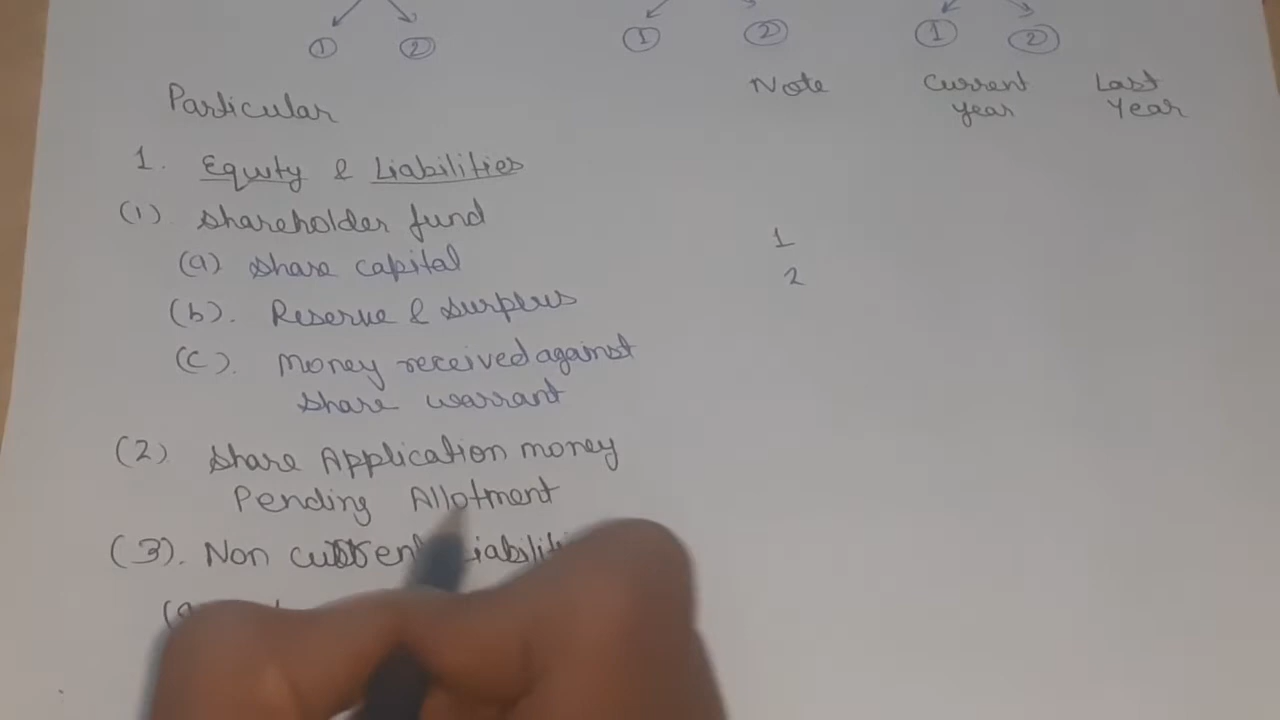 ① ② ① ② ① ②
Particular Note Current Last
year Year
1. Equity & Liabilities
(1) Shareholder fund
1
(a) Share capital
2
(b). Reserve & Surplus
(c). Money received against
Share warrant
(2) Share Application money
Pending Allotment
(3). Non current
(a